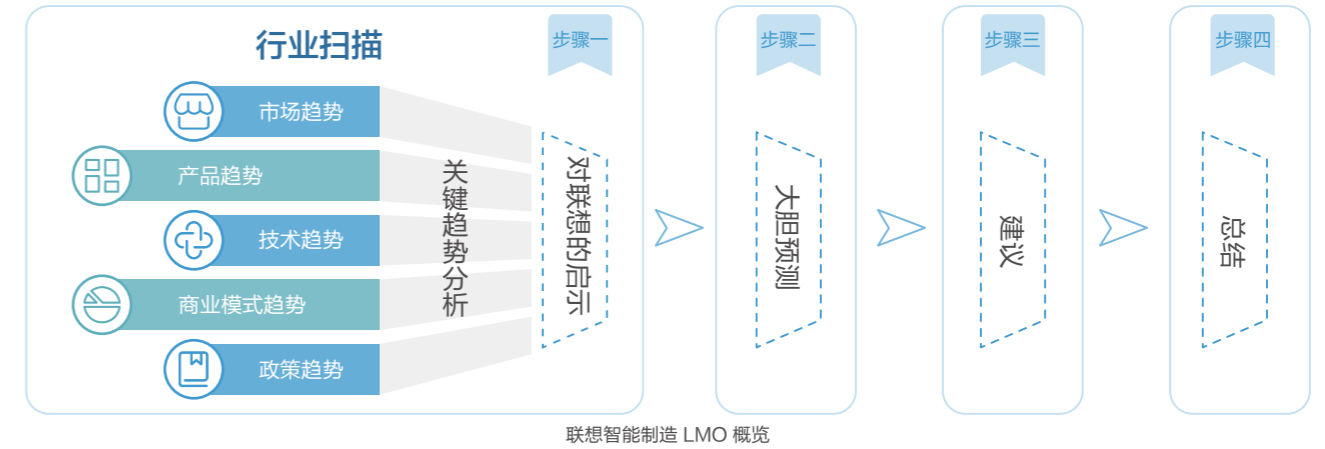 行业扫描
步骤一
市场趋势
产品趋势
技术趋势
商业模式趋势
政策趋势
关键趋势分析
对联想的启示
步骤二
大胆预测
步骤三
建议
步骤四
总结
联想智能制造 LMO 概览